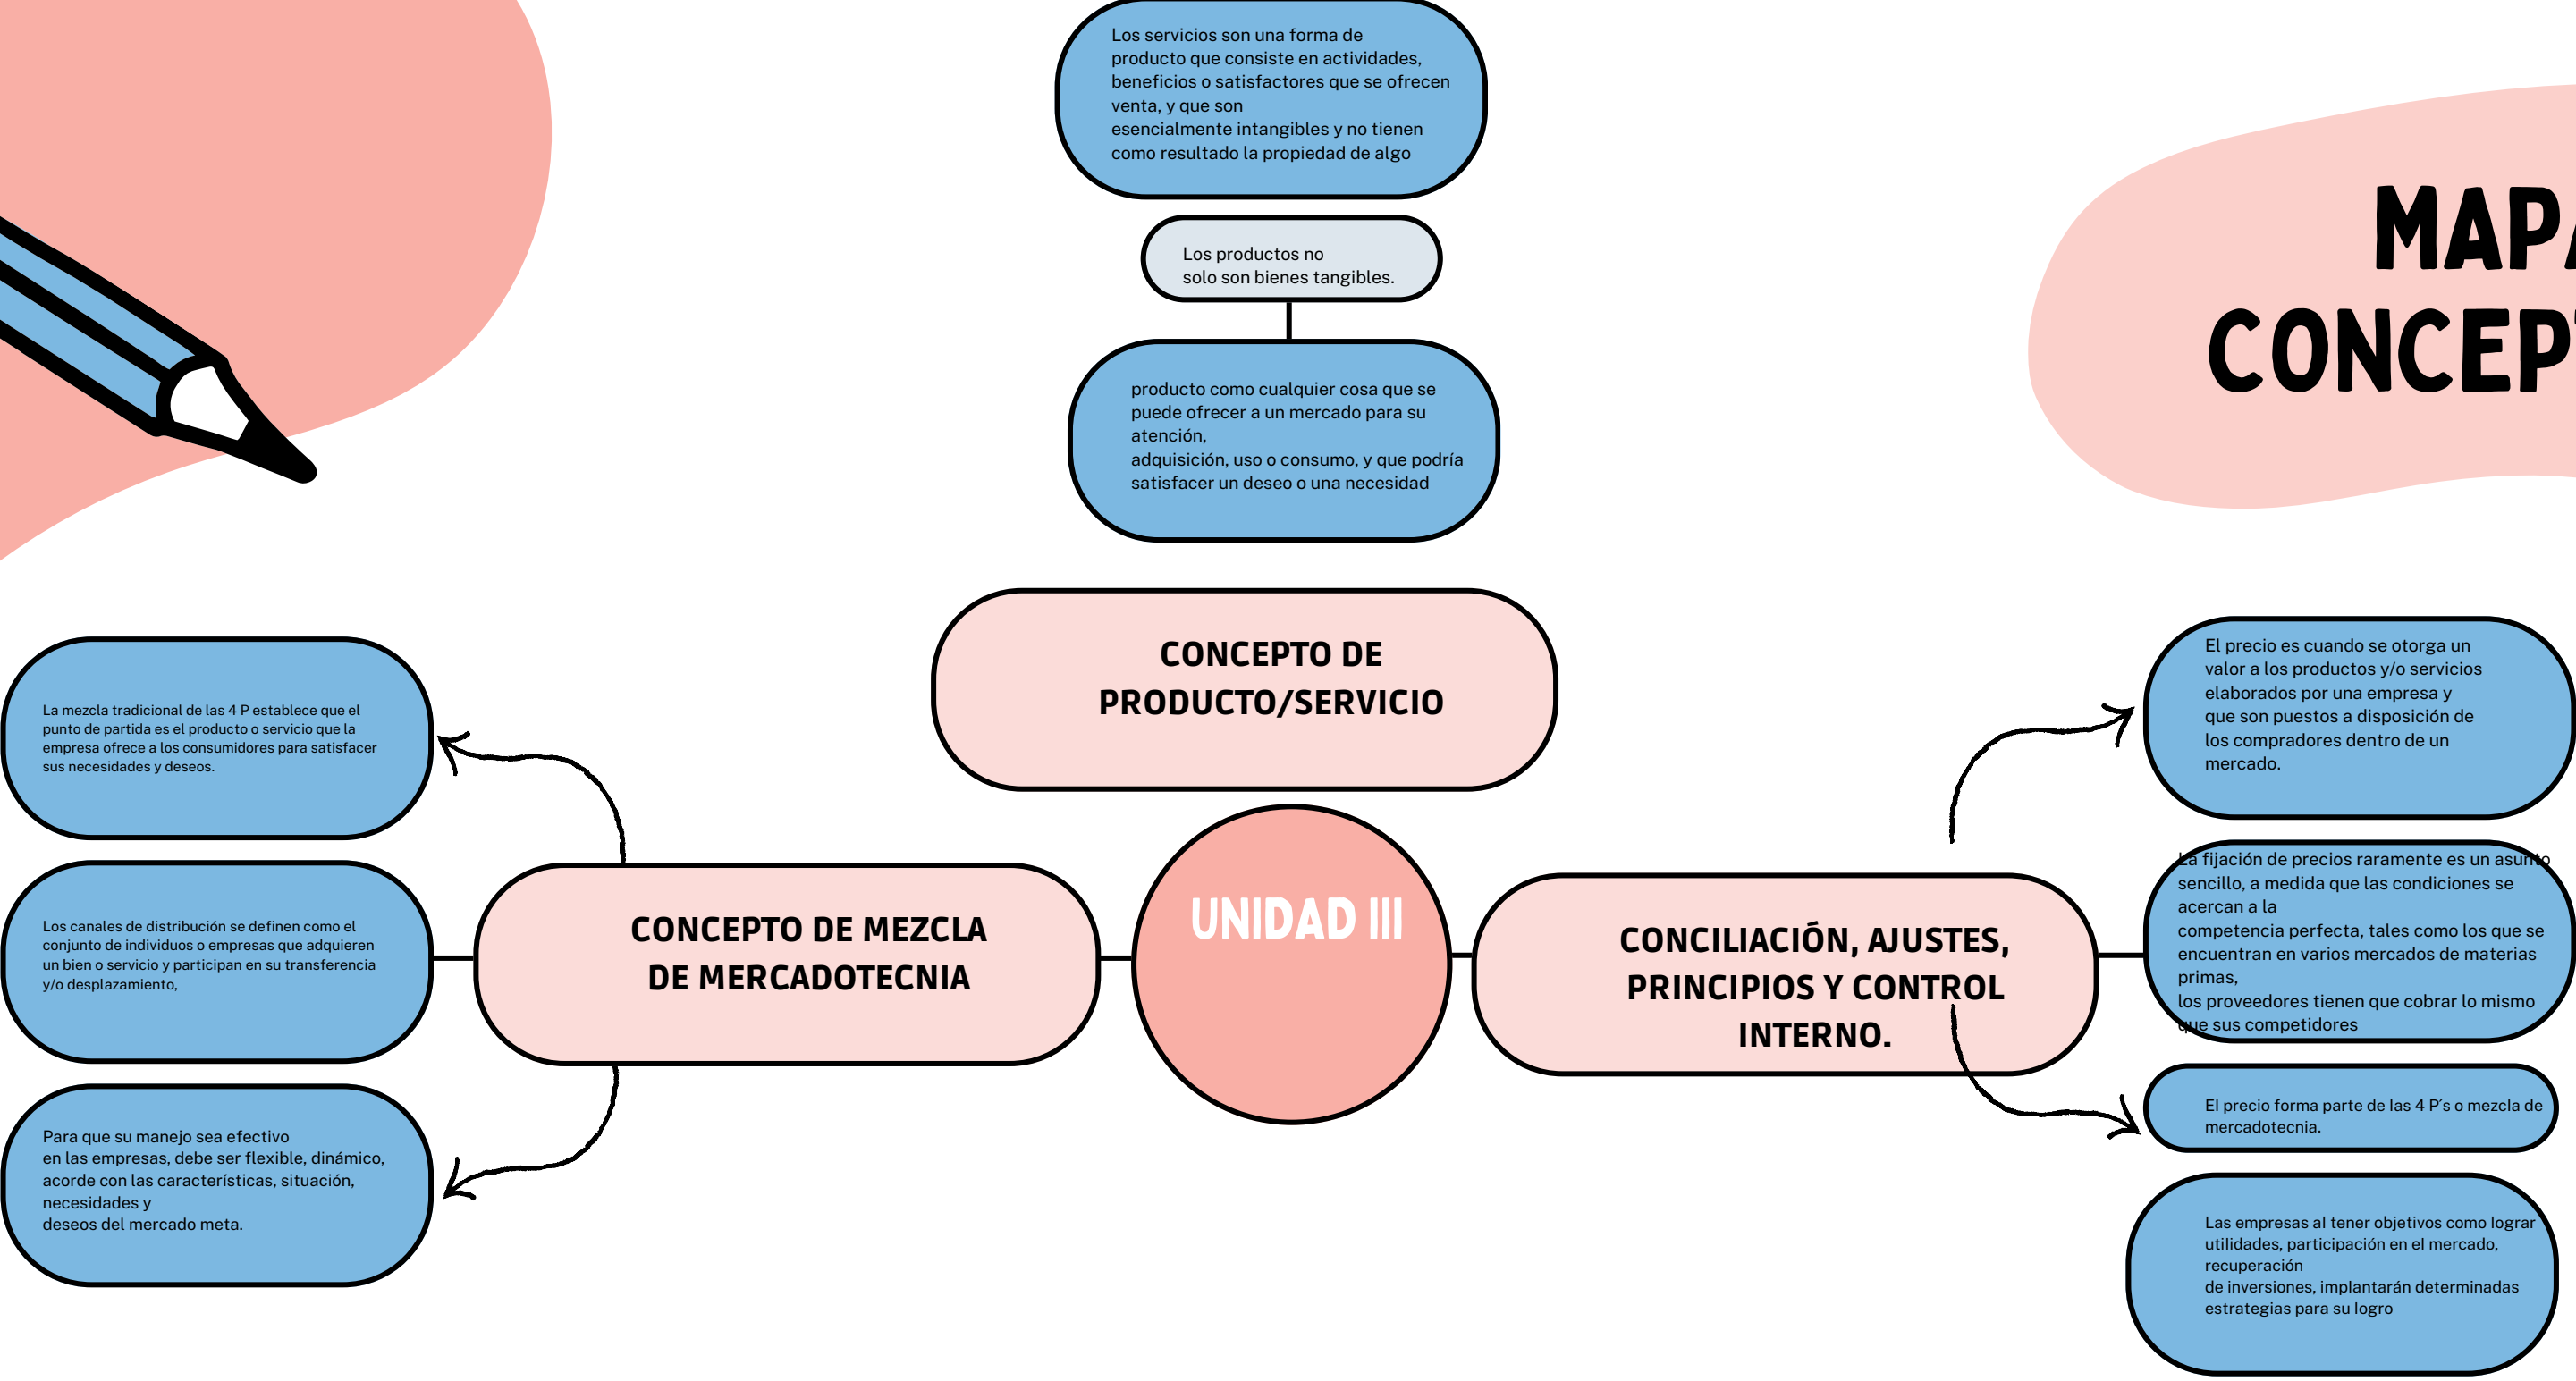 Los servicios son una forma de
producto que consiste en actividades,
beneficios o satisfactores que se ofrecen
venta, y que son
esencialmente intangibles y no tienen
como resultado la propiedad de algo
Los productos no
solo son bienes tangibles.
producto como cualquier cosa que se
puede ofrecer a un mercado para su
atención,
adquisición, uso o consumo, y que podría
satisfacer un deseo o una necesidad
MAPA
CONCEPT
CONCEPTO DE
PRODUCTO/SERVICIO
La mezcla tradicional de las 4 P establece que el
punto de partida es el producto o servicio que la
empresa ofrece a los consumidores para satisfacer
sus necesidades y deseos.
Los canales de distribución se definen como el
conjunto de individuos o empresas que adquieren
un bien o servicio y participan en su transferencia
y/o desplazamiento,
Para que su manejo sea efectivo
en las empresas, debe ser flexible, dinámico,
acorde con las características, situación,
necesidades y
deseos del mercado meta.
CONCEPTO DE MEZCLA
DE MERCADOTECNIA
UNIDAD III
CONCILIACIÓN, AJUSTES,
PRINCIPIOS Y CONTROL
INTERNO.
El precio es cuando se otorga un
valor a los productos y/o servicios
elaborados por una empresa y
que son puestos a disposición de
los compradores dentro de un
mercado.
La fijación de precios raramente es un asunto
sencillo, a medida que las condiciones se
acercan a la
competencia perfecta, tales como los que se
encuentran en varios mercados de materias
primas,
los proveedores tienen que cobrar lo mismo
que sus competidores
El precio forma parte de las 4 P´s o mezcla de
mercadotecnia.
Las empresas al tener objetivos como lograr
utilidades, participación en el mercado,
recuperación
de inversiones, implantarán determinadas
estrategias para su logro